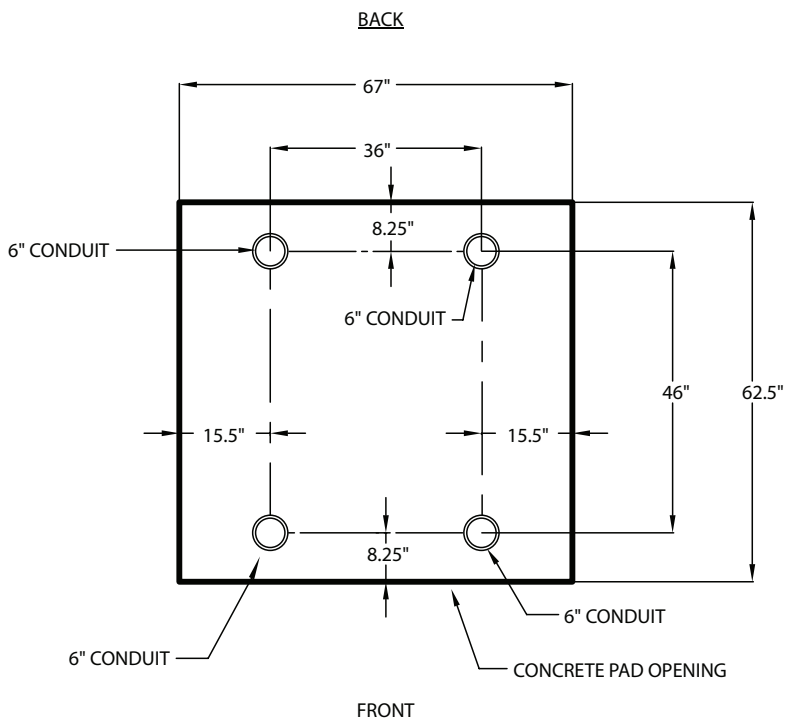 BACK
67"
36"
8.25"
6" CONDUIT
6" CONDUIT
46"
62.5"
15.5"
15.5"
8.25"
6" CONDUIT
6" CONDUIT
CONCRETE PAD OPENING
FRONT